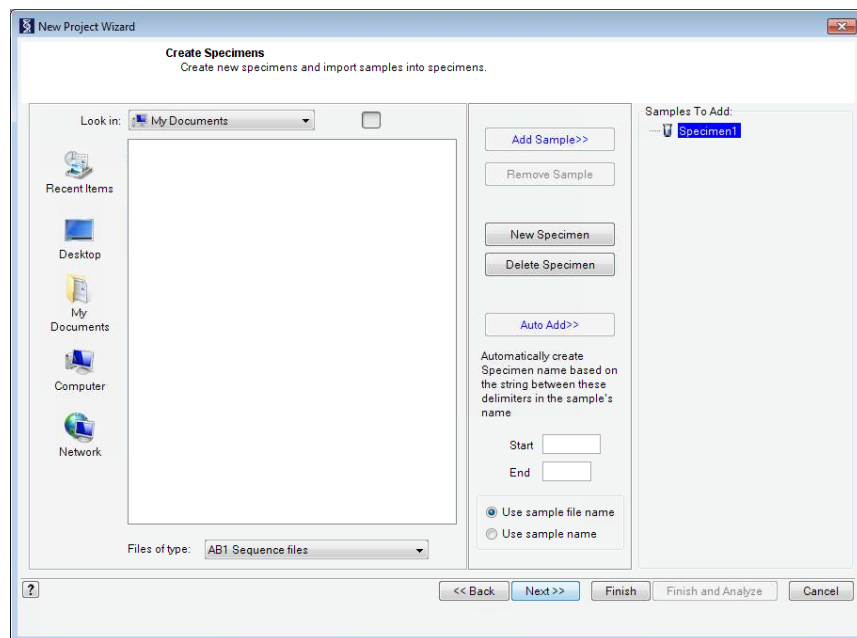 New Project Wizard
Create Specimens
Create new specimens and import samples into specimens.
Look in:
My Documents
Recent Items
Desktop
My
Documents
Computer
Network
Files of type:
AB1 Sequence files
Add Sample>>
Remove Sample
New Specimen
Delete Specimen
Auto Add>>
Automatically create
Specimen name based on
the string between these
delimiters in the sample's
name
Start
End
Use sample file name
Use sample name
Samples To Add:
Specimen1
?
<< Back
Next >>
Finish
Finish and Analyze
Cancel